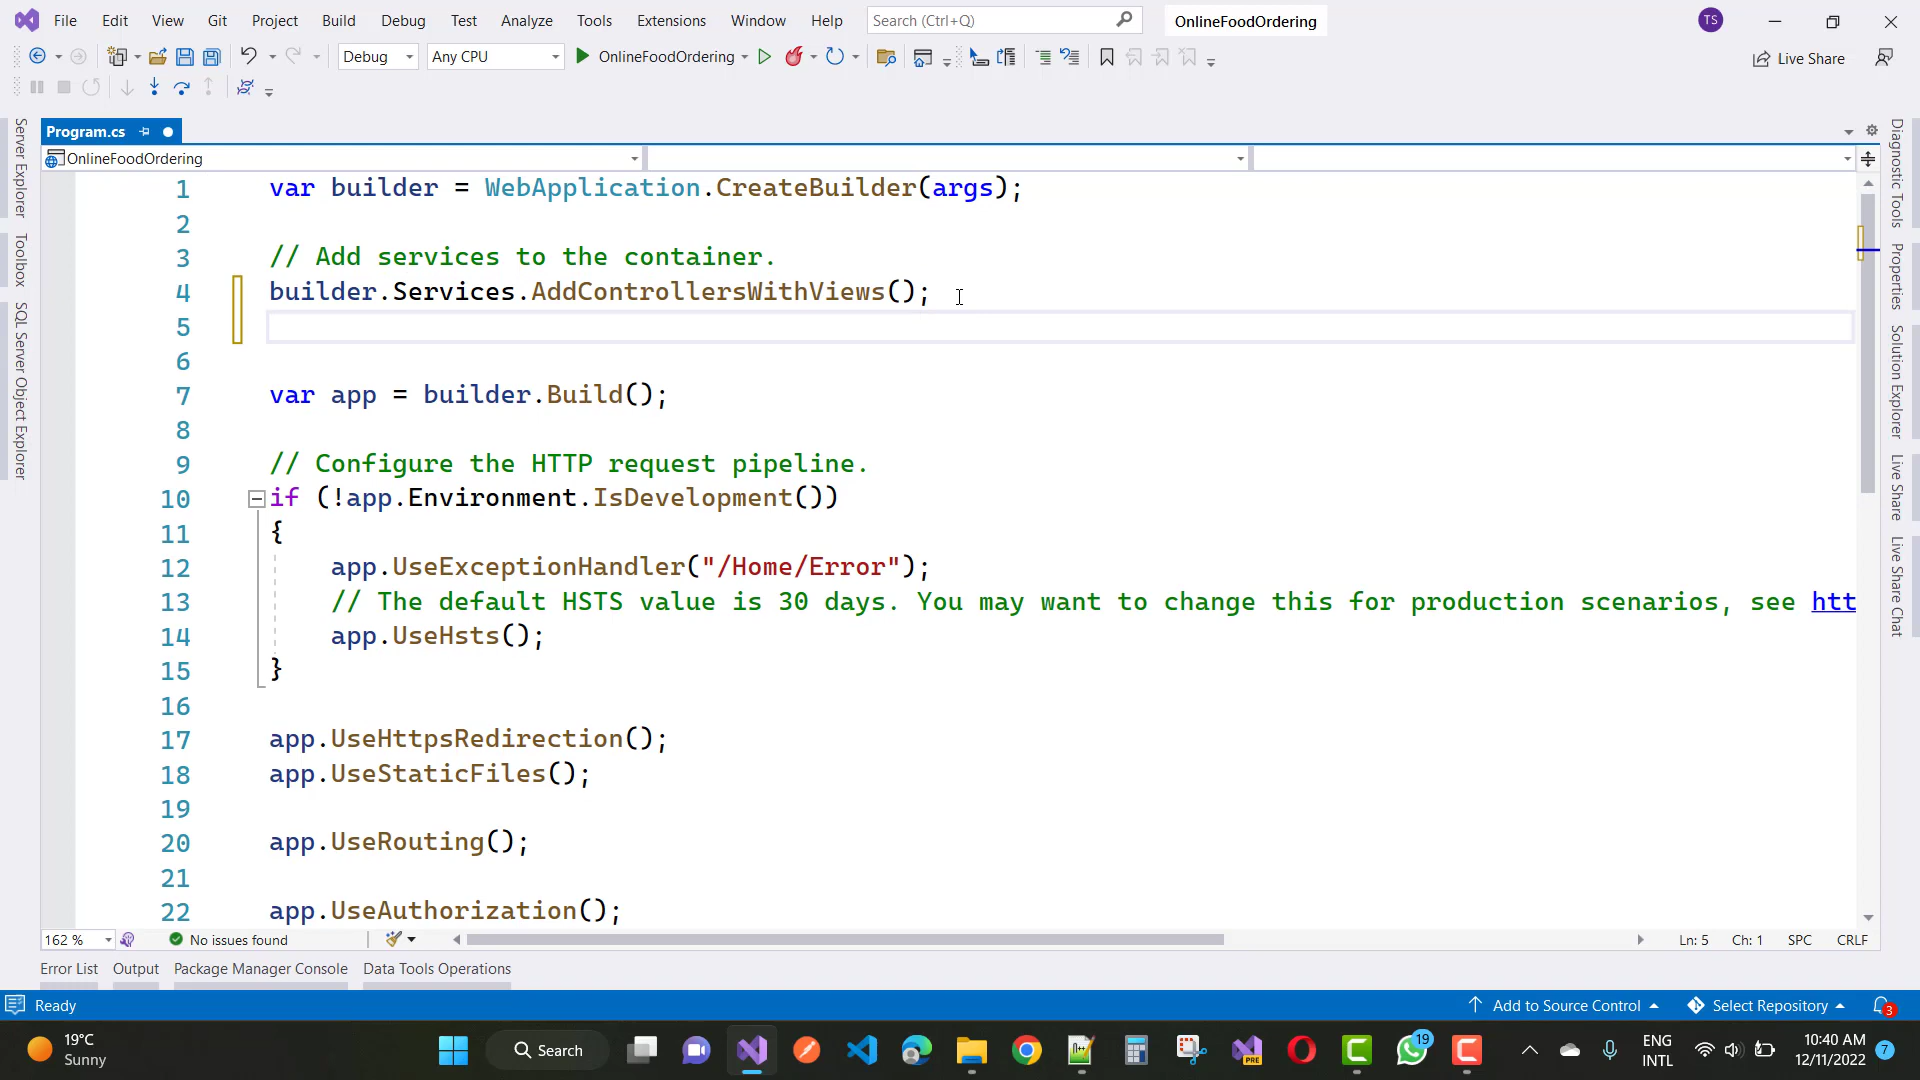 File Edit View Git Project Build Debug Test Analyze Tools Extensions Window Help Search (Ctrl+Q) OnlineFoodOrdering TS
Debug Any CPU OnlineFoodOrdering Live Share
Program.cs
OnlineFoodOrdering
Server Explorer
Toolbox
SQL Server Object Explorer
1 var builder = WebApplication.CreateBuilder(args);
2
3 // Add services to the container.
4 builder.Services.AddControllersWithViews();
5
6
7 var app = builder.Build();
8
9 // Configure the HTTP request pipeline.
10 if (!app.Environment.IsDevelopment())
11 {
12 app.UseExceptionHandler("/Home/Error");
13 // The default HSTS value is 30 days. You may want to change this for production scenarios, see htt
14 app.UseHsts();
15 }
16
17 app.UseHttpsRedirection();
18 app.UseStaticFiles();
19
20 app.UseRouting();
21
22 app.UseAuthorization();
Diagnostic Tools
Properties
Solution Explorer
Live Share
Live Share Chat
162 % No issues found Ln: 5 Ch: 1 SPC CRLF
Error List Output Package Manager Console Data Tools Operations
Ready Add to Source Control Select Repository 3
19°C
Sunny
Search
PRE
19
ENG
INTL
10:40 AM
12/11/2022
7